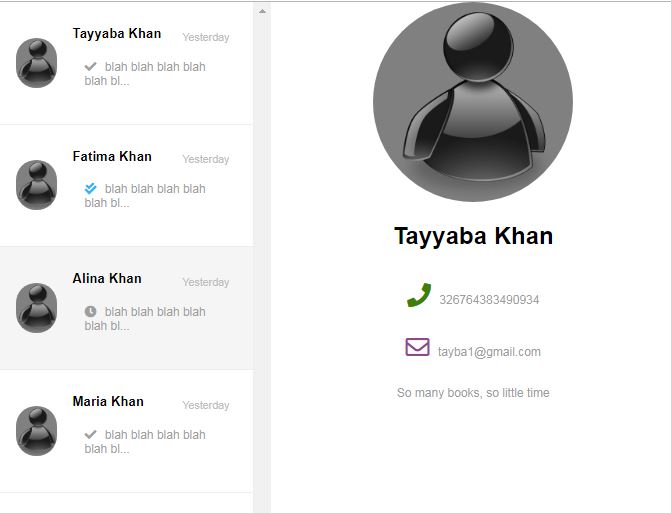 Tayyaba Khan
Yesterday
blah blah blah blah
blah bl...
Fatima Khan
Yesterday
blah blah blah blah
blah bl...
Alina Khan
Yesterday
blah blah blah blah
blah bl...
Maria Khan
Yesterday
blah blah blah blah
blah bl...
Tayyaba Khan
326764383490934
tayba1@gmail.com
So many books, so little time